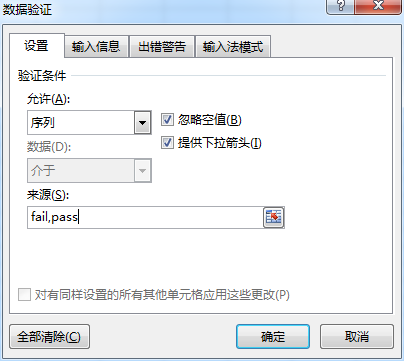 数据验证
设置 输入信息 出错警告 输入法模式
验证条件
允许(A):
序列
忽略空值(B)
数据(D):
提供下拉箭头(I)
介于
来源(S):
fail,pass
对有同样设置的所有其他单元格应用这些更改(P)
全部清除(C) 确定 取消